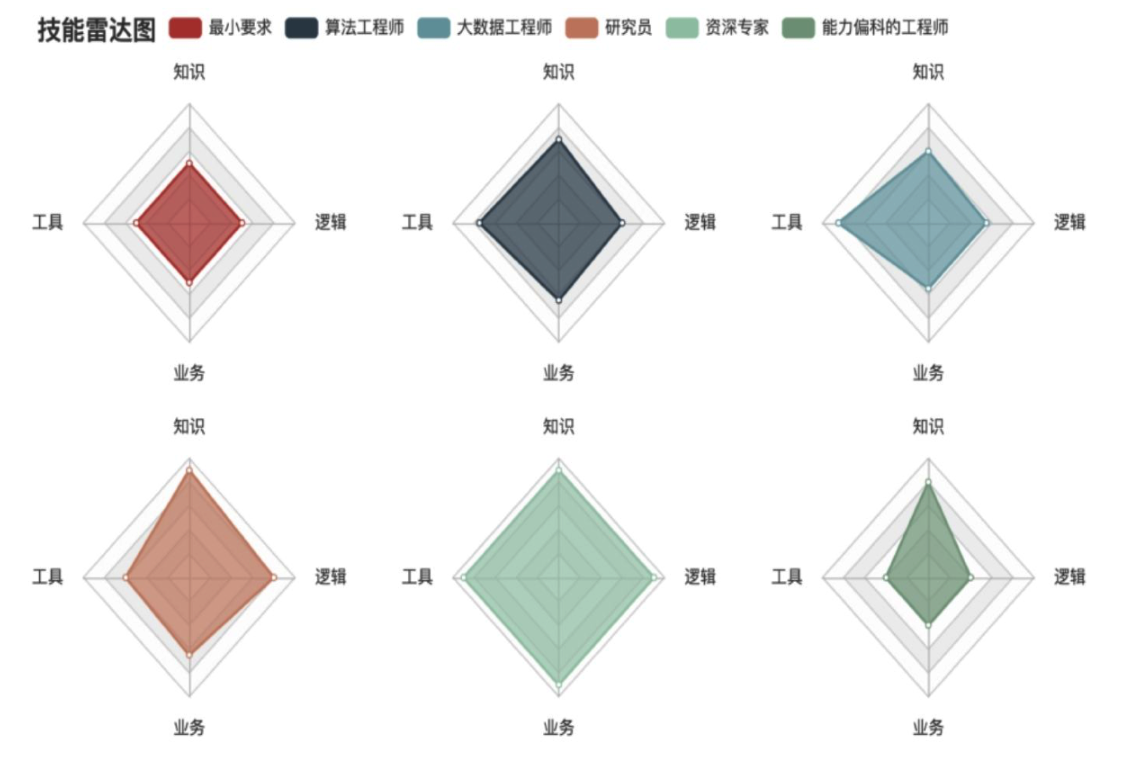 技能雷达图 最小要求 算法工程师 大数据工程师 研究员 资深专家 能力偏科的工程师
知识 知识 知识
工具 逻辑 工具 逻辑 工具 逻辑
业务 业务 业务
知识 知识 知识
工具 逻辑 工具 逻辑 工具 逻辑
业务 业务 业务